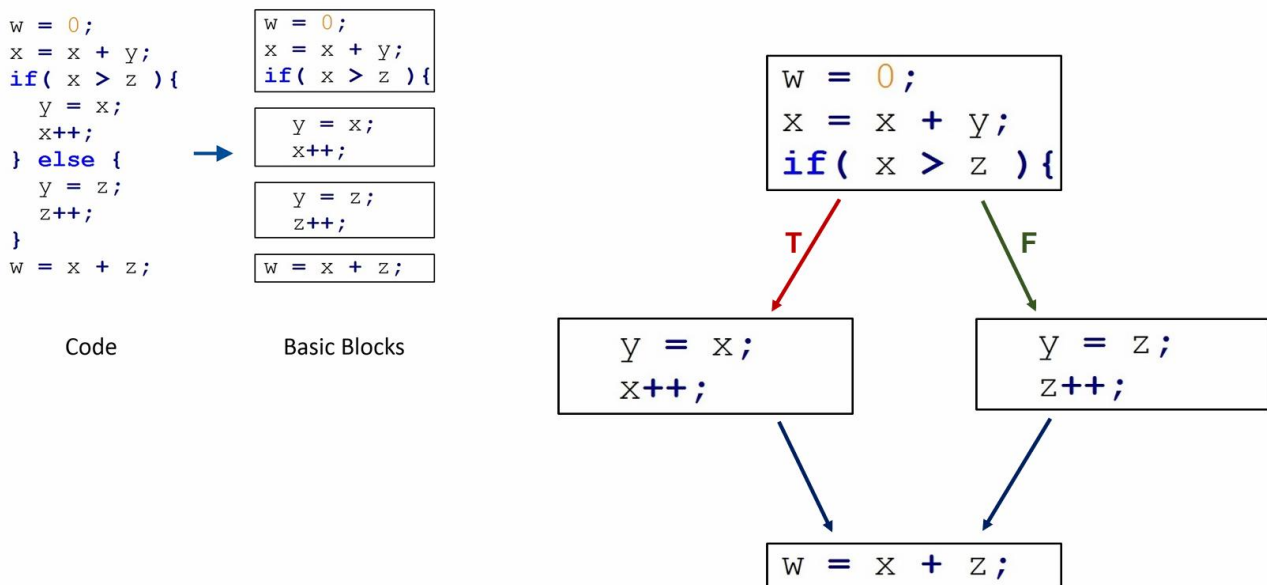 w = 0;
x = x + y;
if( x > z ){
y = x;
x++;
} else {
y = z;
z++;
}
w = x + z;
Code
w = 0;
x = x + y;
if( x > z ){
y = x;
x++;
y = z;
z++;
w = x + z;
Basic Blocks
w = 0;
x = x + y;
if( x > z ){
T
F
y = x;
x++;
y = z;
z++;
w = x + z;